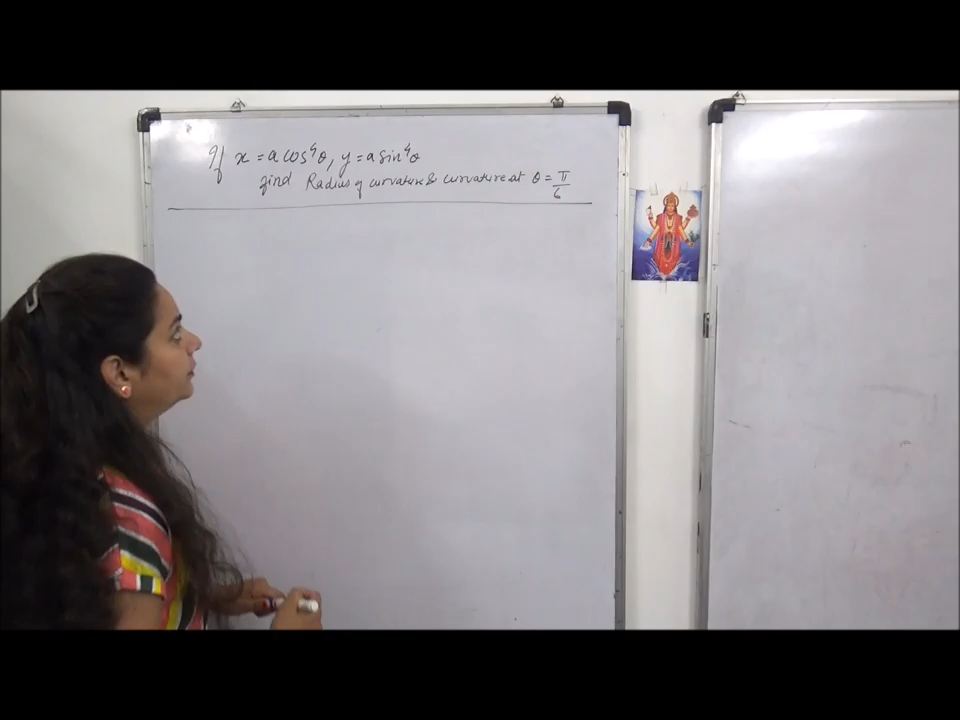 If x = a cos⁴θ, y = a sin⁴θ
find Radius of curvature & curvature at θ = π/6